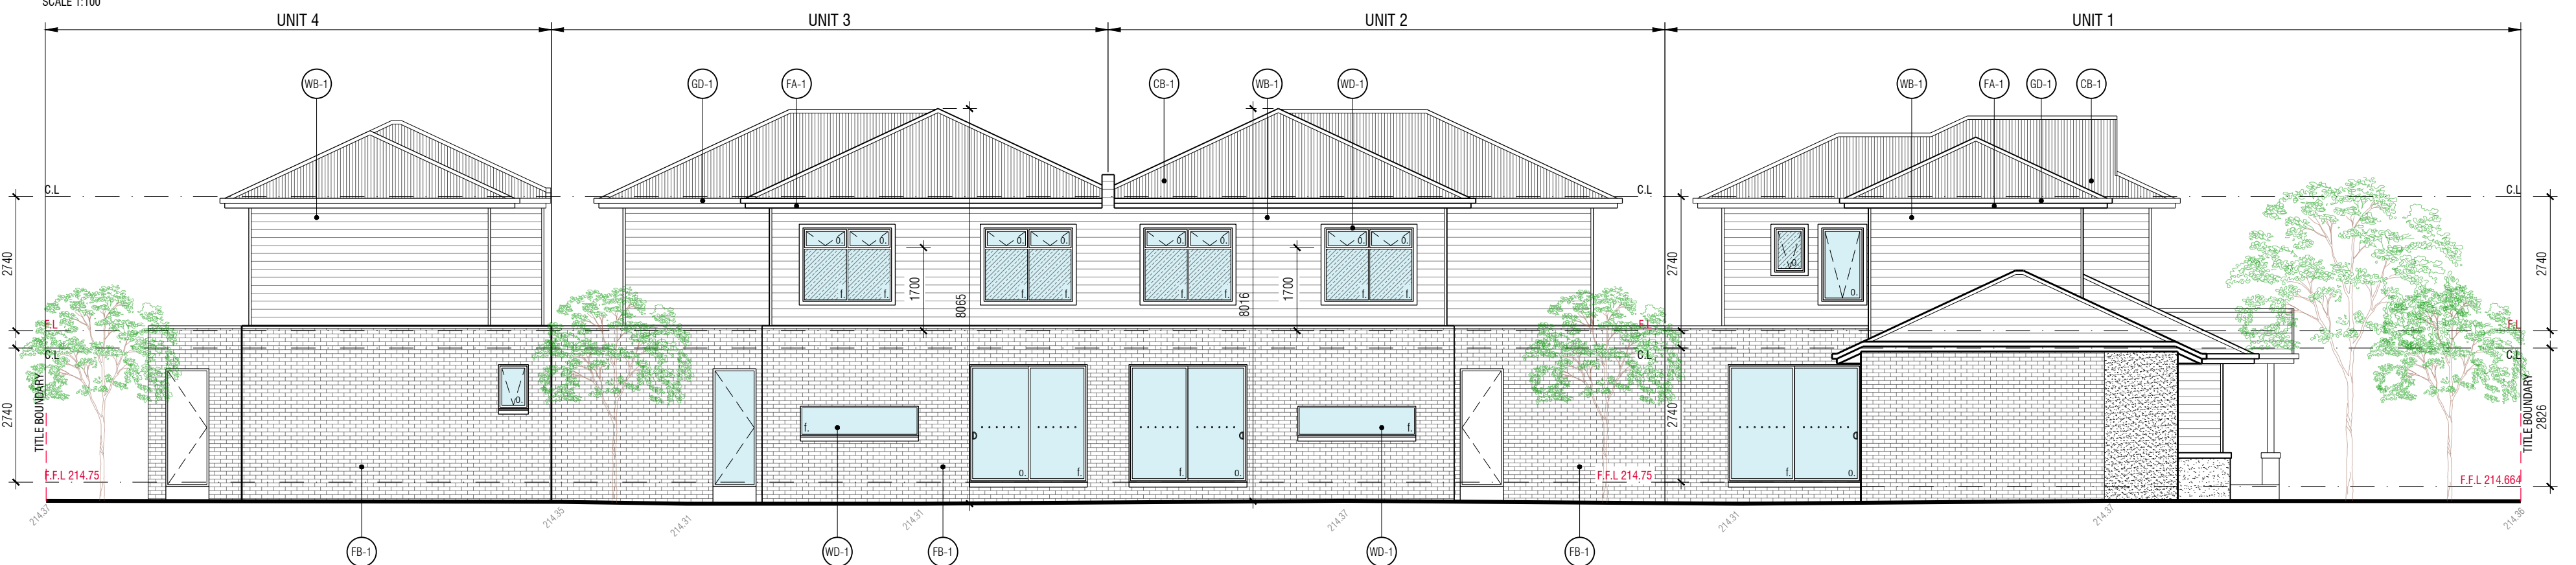 SCALE 1:100
UNIT 4
UNIT 3
UNIT 2
UNIT 1
WB-1
GD-1
FA-1
CB-1
WB-1
WD-1
WB-1
FA-1
GD-1
CB-1
C.L
C.L
C.L
2740
2740
2740
O.
O.
f.
f.
O.
O.
f.
f.
O.
O.
f.
f.
O.
O.
f.
f.
O.
O.
1700
8065
8016
1700
F.L
F.L
F.L
C.L
C.L
C.L
2740
2740
2826
TITLE BOUNDARY
TITLE BOUNDARY
O.
f.
f.
O.
f.
f.
O.
f.
O.
F.F.L 214.75
F.F.L 214.75
F.F.L 214.664
214.37
214.35
214.31
214.31
214.37
214.31
214.37
214.36
FB-1
WD-1
FB-1
WD-1
FB-1